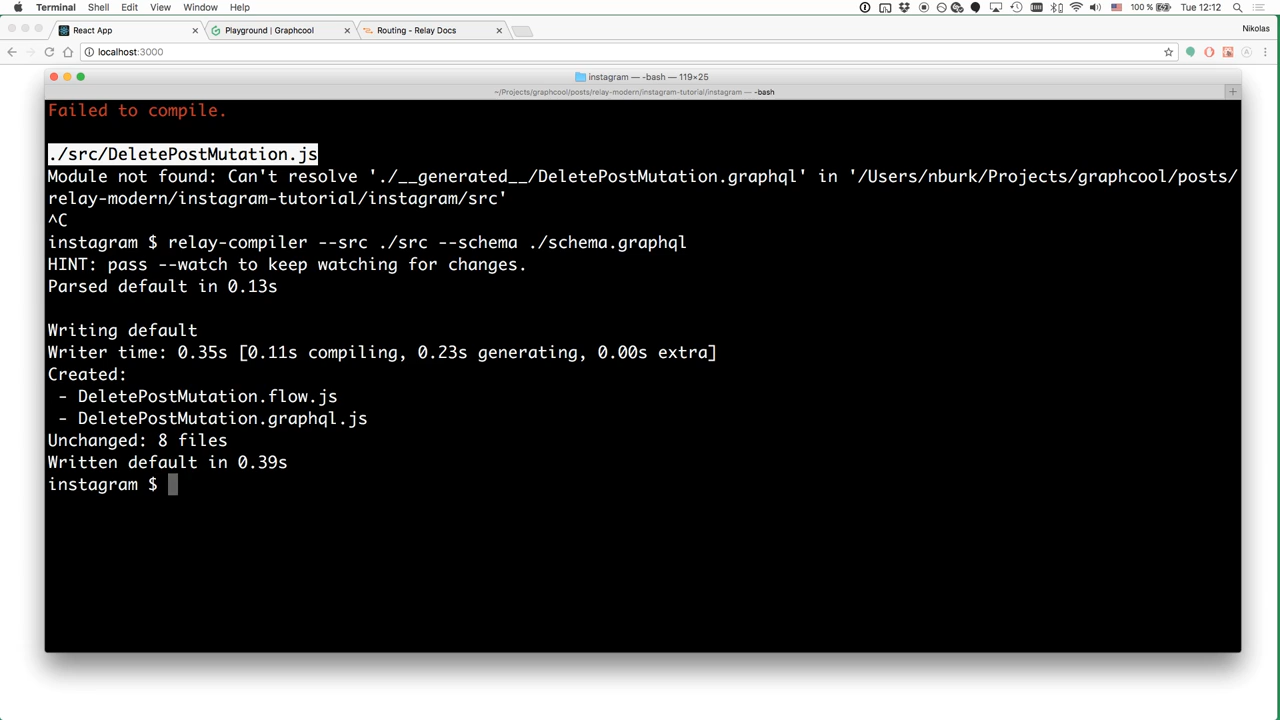 Terminal Shell Edit View Window Help 100 % Tue 12:12
React App Playground | Graphcool Routing - Relay Docs Nikolas
localhost:3000
instagram — -bash — 119×25
~/Projects/graphcool/posts/relay-modern/instagram-tutorial/instagram — -bash
Failed to compile.
./src/DeletePostMutation.js
Module not found: Can't resolve './__generated__/DeletePostMutation.graphql' in '/Users/nburk/Projects/graphcool/posts/
relay-modern/instagram-tutorial/instagram/src'
^C
instagram $ relay-compiler --src ./src --schema ./schema.graphql
HINT: pass --watch to keep watching for changes.
Parsed default in 0.13s
Writing default
Writer time: 0.35s [0.11s compiling, 0.23s generating, 0.00s extra]
Created:
- DeletePostMutation.flow.js
- DeletePostMutation.graphql.js
Unchanged: 8 files
Written default in 0.39s
instagram $